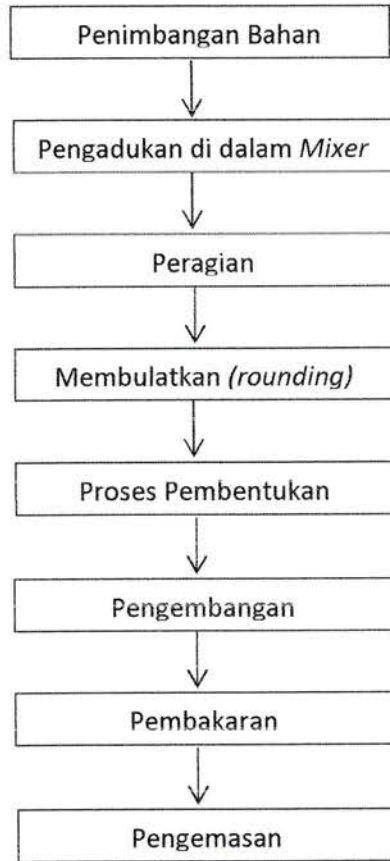 Penimbangan Bahan
Pengadukan di dalam Mixer
Peragian
Membulatkan (rounding)
Proses Pembentukan
Pengembangan
Pembakaran
Pengemasan